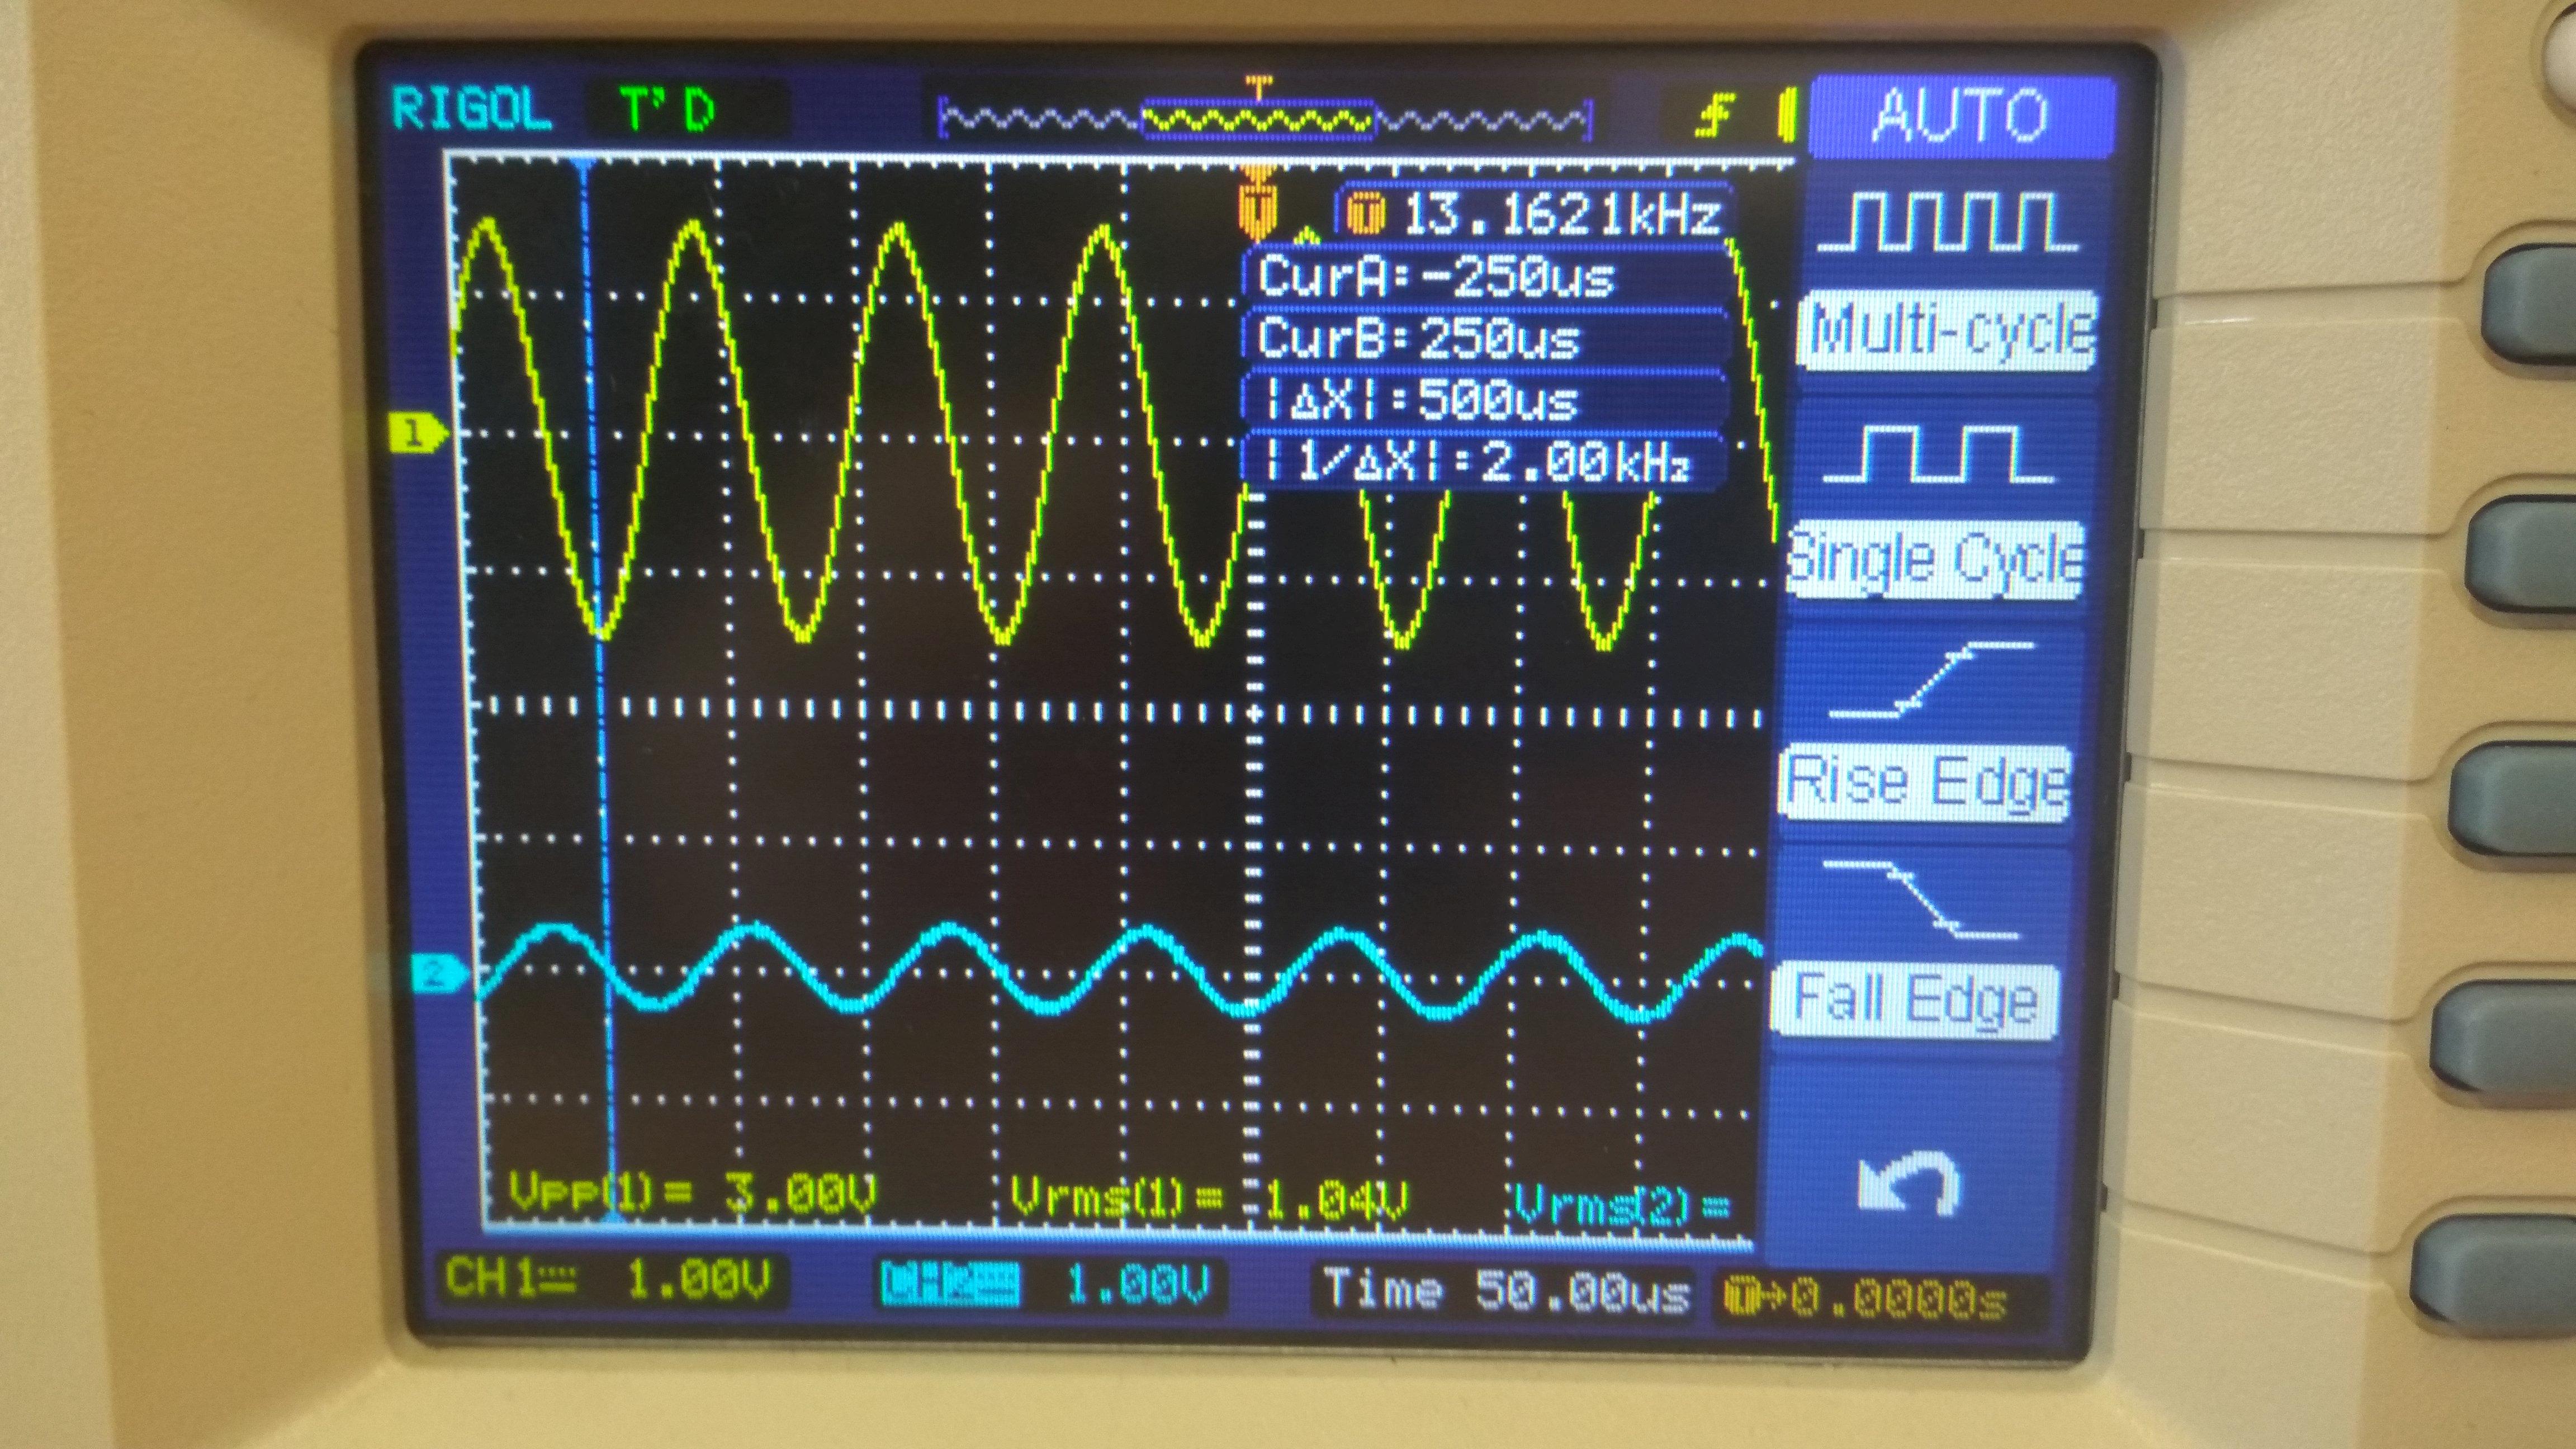 RIGOL T'D T AUTO
T 13.1621kHz
CurA:-250us
CurB:250us
|ΔX|:500us
|1/ΔX|:2.00kHz
Multi-cycle
1
Single Cycle
Rise Edge
2
Fall Edge
Vpp(1)= 3.00V Vrms(1)= 1.04V Vrms(2)=
CH1 1.00V CH2 1.00V Time 50.00us T→0.0000s